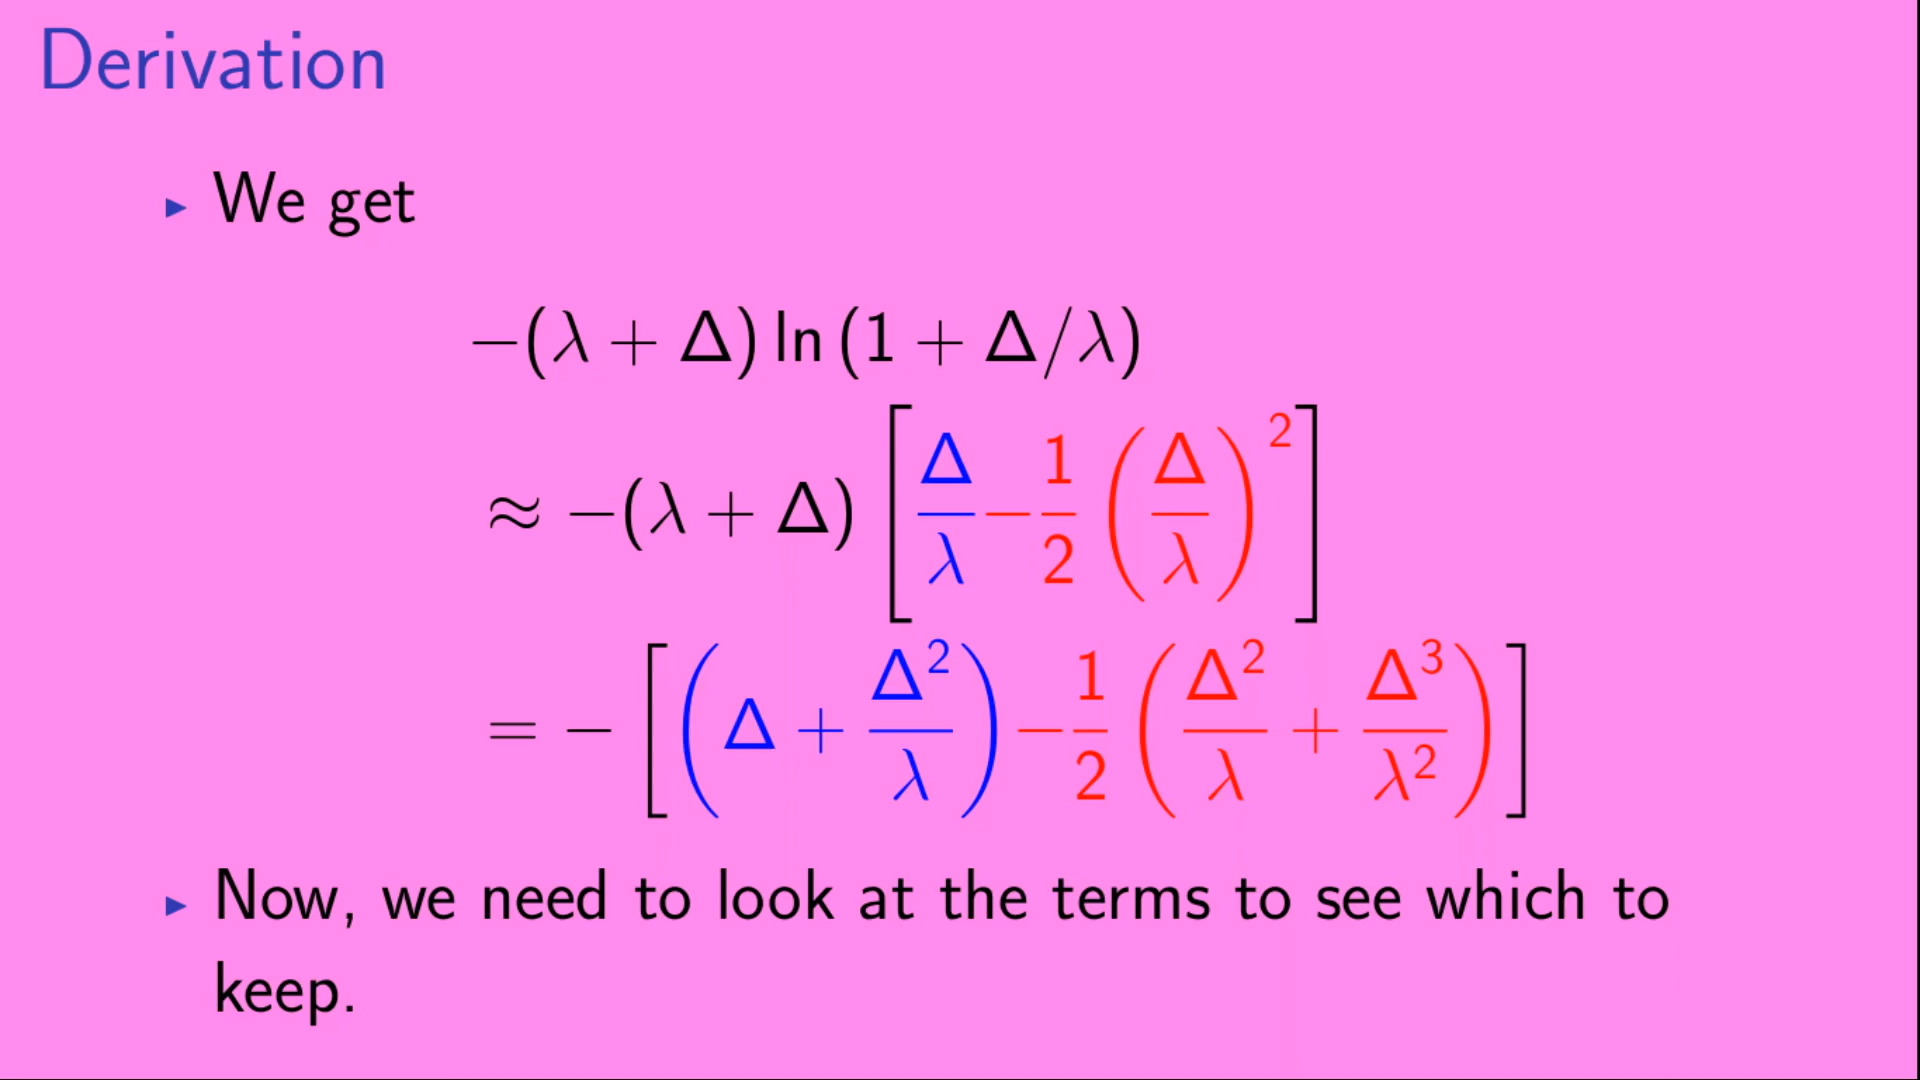 Derivation
▸ We get
−(λ + Δ) ln (1 + Δ/λ)
≈ −(λ + Δ) [Δ/λ − 1/2 (Δ/λ)²]
= − [(Δ + Δ²/λ) − 1/2 (Δ²/λ + Δ³/λ²)]
▸ Now, we need to look at the terms to see which to
keep.